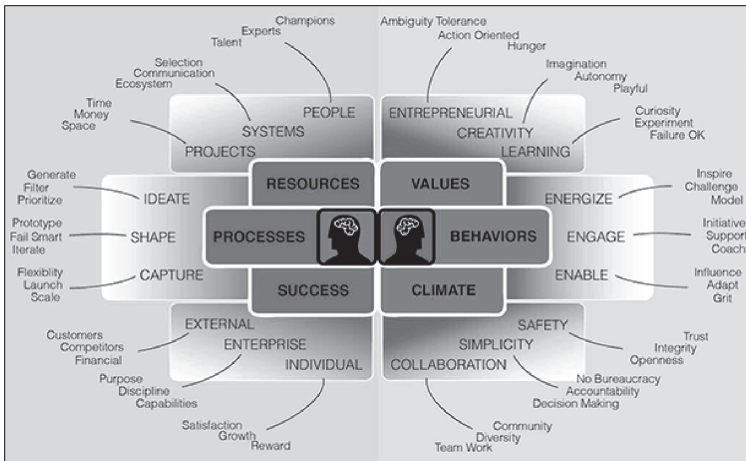 Champions
Experts
Talent
Selection
Communication
Ecosystem
Time
Money
Space
PEOPLE
SYSTEMS
PROJECTS
RESOURCES
Generate
Filter
Prioritize
Prototype
Fail Smart
Iterate
Flexiblity
Launch
Scale
IDEATE
SHAPE
CAPTURE
PROCESSES
SUCCESS
EXTERNAL
ENTERPRISE
INDIVIDUAL
Customers
Competitors
Financial
Purpose
Discipline
Capabilities
Satisfaction
Growth
Reward
Ambiguity Tolerance
Action Oriented
Hunger
Imagination
Autonomy
Playful
Curiosity
Experiment
Failure OK
ENTREPRENEURIAL
CREATIVITY
LEARNING
VALUES
BEHAVIORS
ENERGIZE
ENGAGE
ENABLE
Inspire
Challenge
Model
Initiative
Support
Coach
Influence
Adapt
Grit
CLIMATE
SAFETY
SIMPLICITY
COLLABORATION
Trust
Integrity
Openness
No Bureaucracy
Accountability
Decision Making
Community
Diversity
Team Work